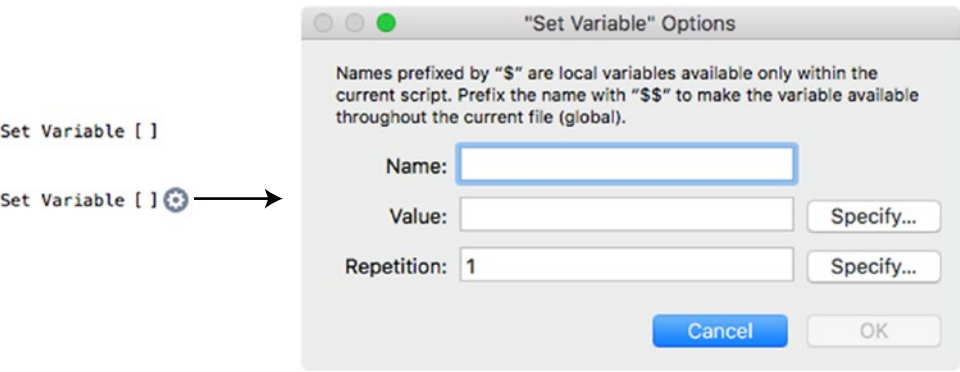 "Set Variable" Options
Names prefixed by “$” are local variables available only within the
current script. Prefix the name with “$$” to make the variable available
throughout the current file (global).
Set Variable [ ]
Name:
Set Variable [ ]
Value:
Specify...
Repetition: 1
Specify...
Cancel
OK